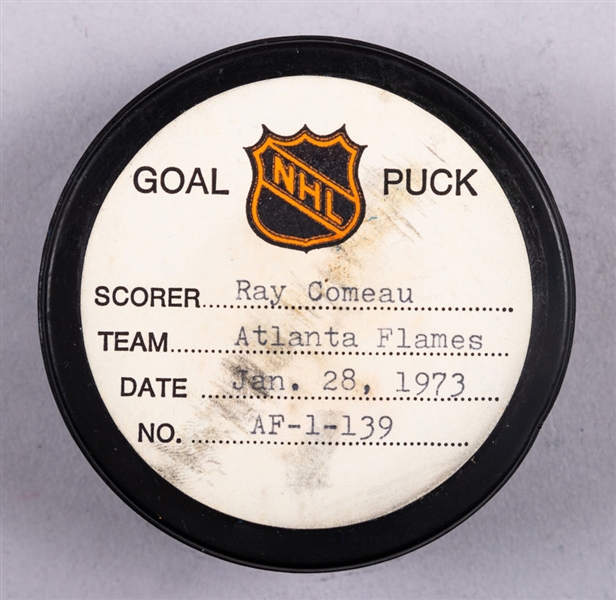 GOAL NHL PUCK
SCORER.... Ray Comeau
TEAM...... Atlanta Flames
DATE ...... Jan. 28, 1973
NO. ...... AF-1-139